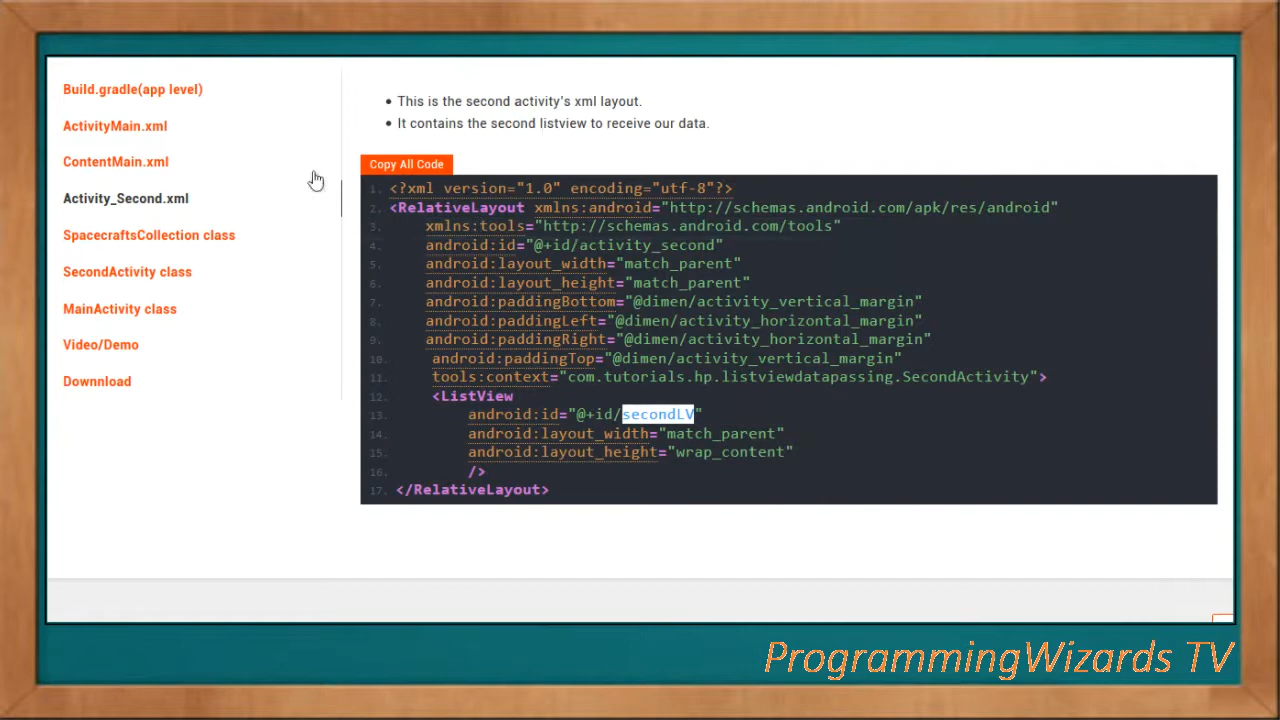 Build.gradle(app level)
ActivityMain.xml
ContentMain.xml
Activity_Second.xml
SpacecraftsCollection class
SecondActivity class
MainActivity class
Video/Demo
Downnload
This is the second activity's xml layout.
It contains the second listview to receive our data.
Copy All Code
1. <?xml version="1.0" encoding="utf-8"?>
2. <RelativeLayout xmlns:android="http://schemas.android.com/apk/res/android"
3. xmlns:tools="http://schemas.android.com/tools"
4. android:id="@+id/activity_second"
5. android:layout_width="match_parent"
6. android:layout_height="match_parent"
7. android:paddingBottom="@dimen/activity_vertical_margin"
8. android:paddingLeft="@dimen/activity_horizontal_margin"
9. android:paddingRight="@dimen/activity_horizontal_margin"
10. android:paddingTop="@dimen/activity_vertical_margin"
11. tools:context="com.tutorials.hp.listviewdatapassing.SecondActivity">
12. <ListView
13. android:id="@+id/secondLV"
14. android:layout_width="match_parent"
15. android:layout_height="wrap_content"
16. />
17. </RelativeLayout>
ProgrammingWizards TV